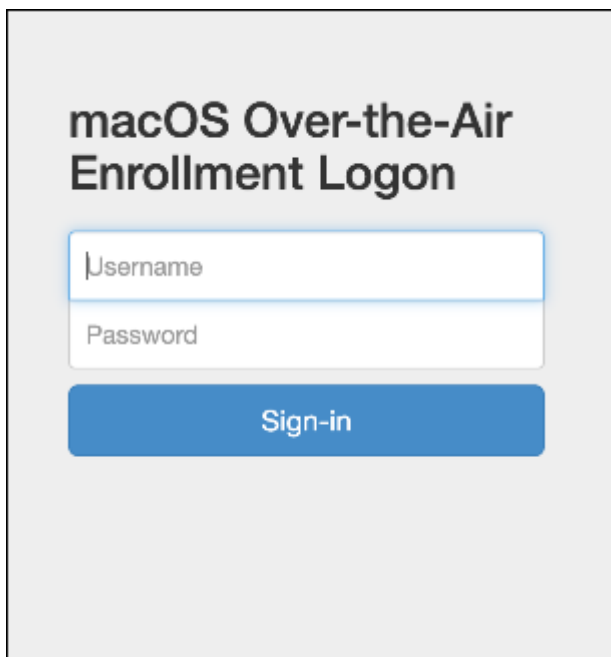 macOS Over-the-Air
Enrollment Logon
Username
Password
Sign-in